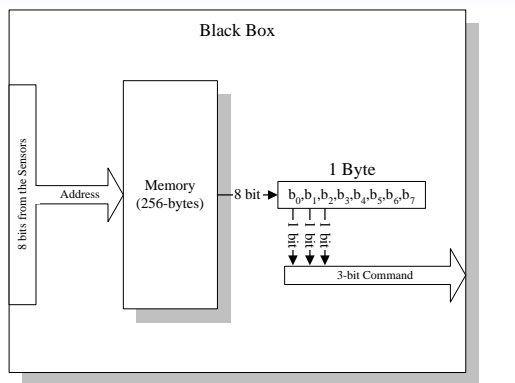 Black Box
8 bits from the Sensors
Address
Memory
(256-bytes)
8 bit
1 Byte
b0,b1,b2,b3,b4,b5,b6,b7
1 bit
1 bit
1 bit
3-bit Command